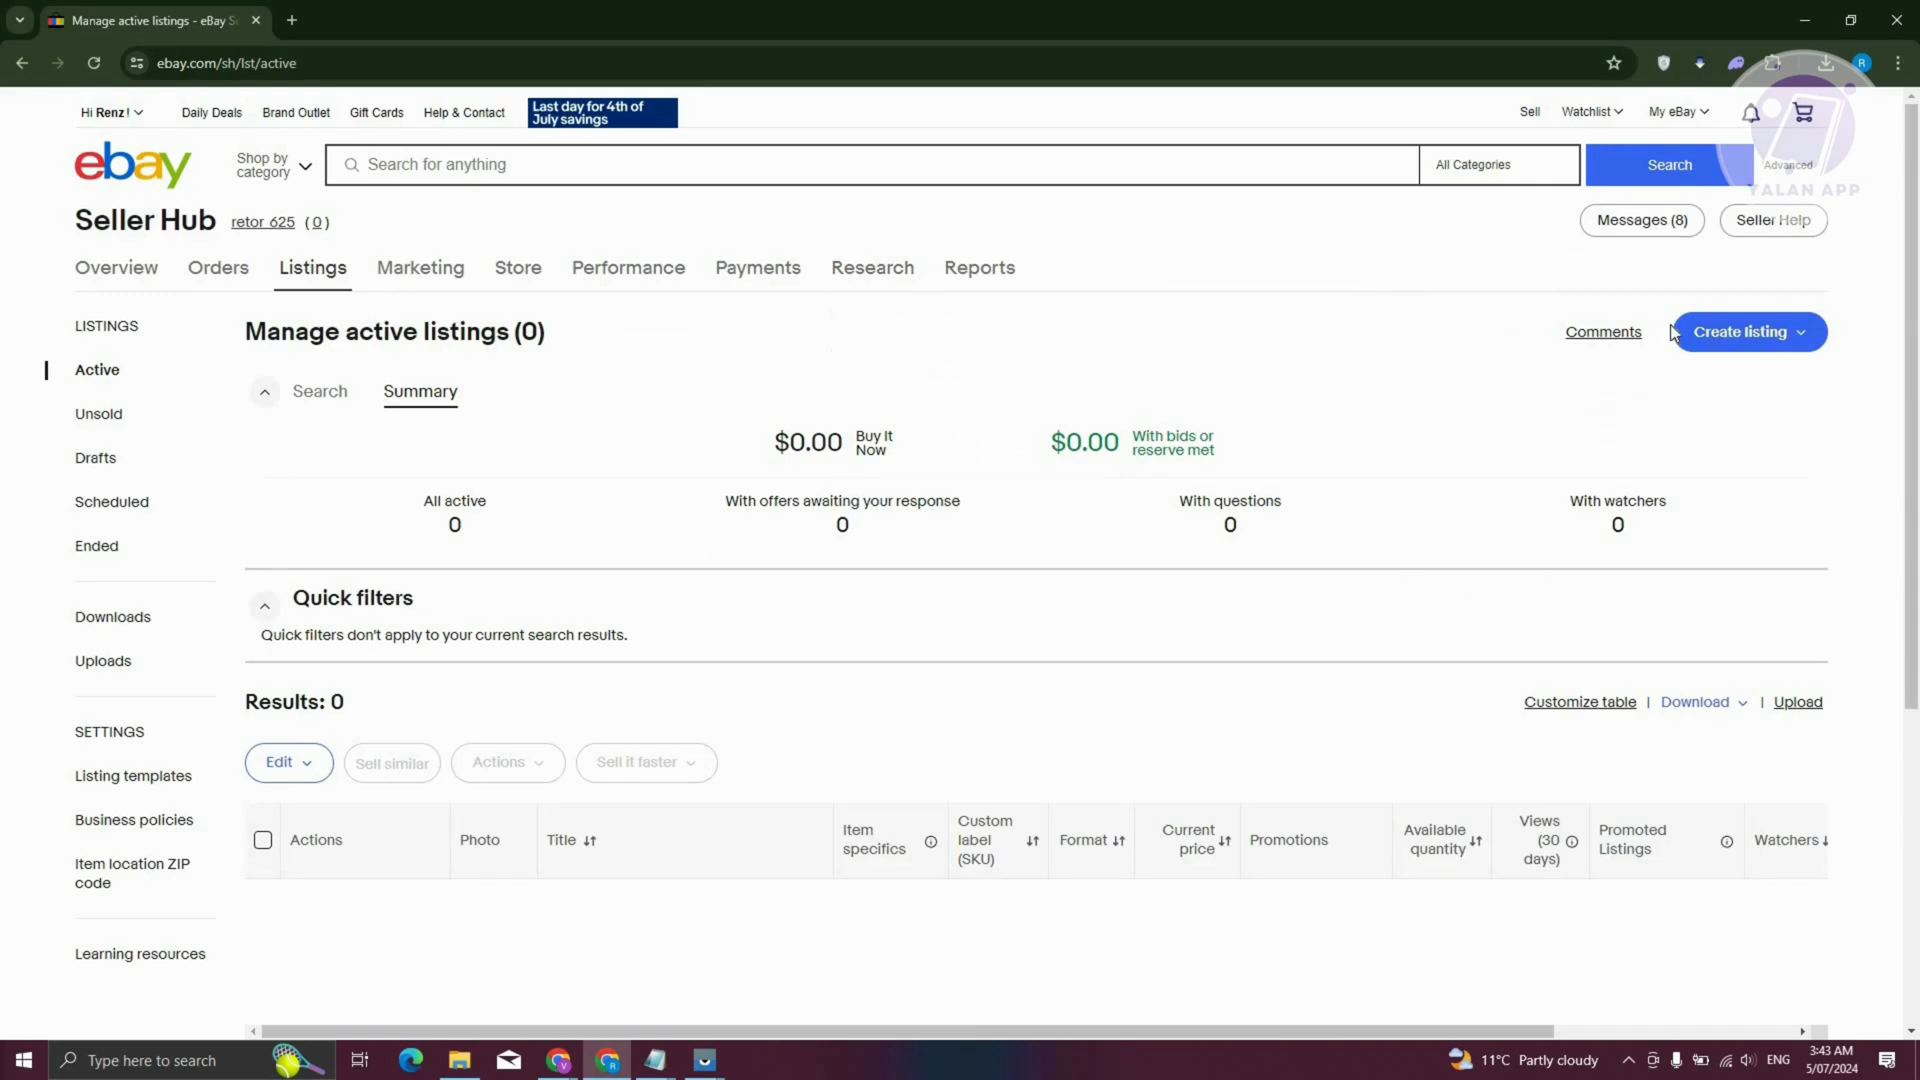 Manage active listings - eBay S
ebay.com/sh/lst/active
R
Hi Renz!
Daily Deals
Brand Outlet
Gift Cards
Help & Contact
Last day for 4th of
July savings
Sell
Watchlist
My eBay
ebay
Shop by
category
Search for anything
All Categories
Search
Advanced
YALAN APP
Seller Hub
retor_625
(0)
Messages (8)
Seller Help
Overview
Orders
Listings
Marketing
Store
Performance
Payments
Research
Reports
LISTINGS
Active
Unsold
Drafts
Scheduled
Ended
Downloads
Uploads
SETTINGS
Listing templates
Business policies
Item location ZIP
code
Learning resources
Manage active listings (0)
Comments
Create listing
Search
Summary
$0.00
Buy It
Now
$0.00
With bids or
reserve met
All active
0
With offers awaiting your response
0
With questions
0
With watchers
0
Quick filters
Quick filters don't apply to your current search results.
Results: 0
Customize table | Download | Upload
Edit
Sell similar
Actions
Sell it faster
Actions
Photo
Title
Item
specifics
Custom
label
(SKU)
Format
Current
price
Promotions
Available
quantity
Views
(30
days)
Promoted
Listings
Watchers
Type here to search
11°C Partly cloudy
ENG
3:43 AM
5/07/2024